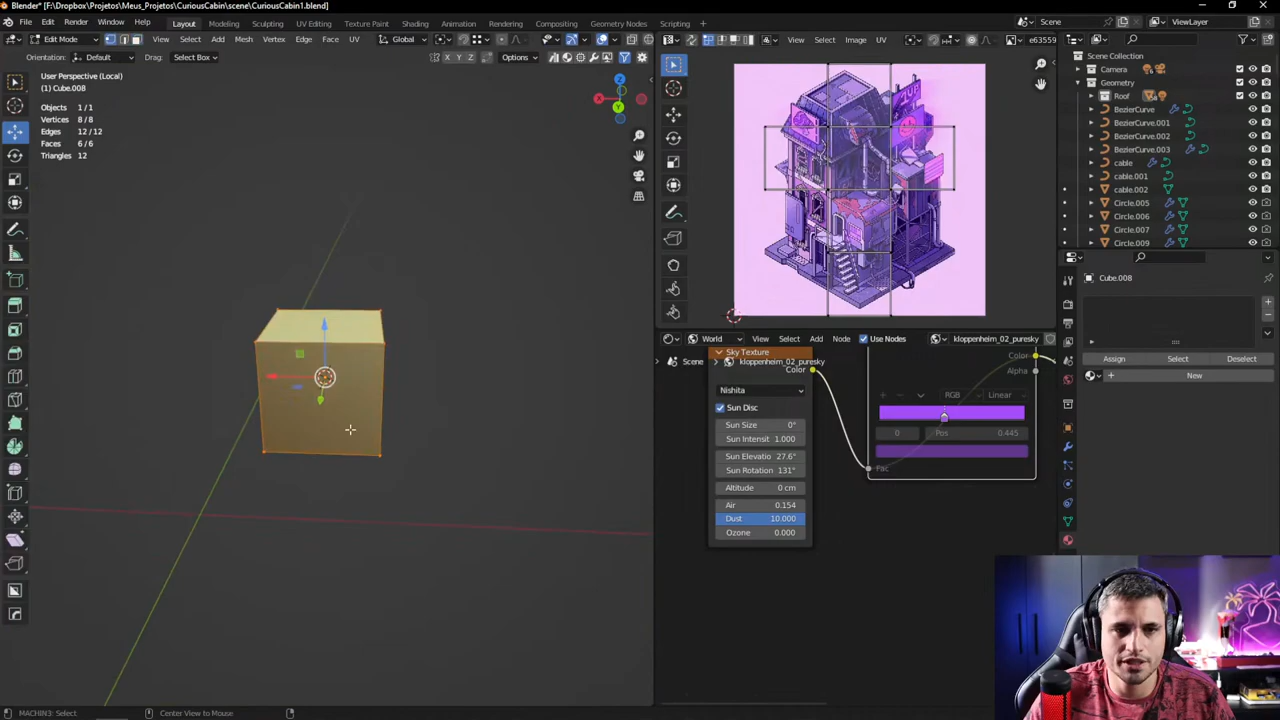 Blender* [F:\Dropbox\Projetos\Meus_Projetos\CuriousCabin\scene\CuriousCabin1.blend]
File Edit Render Window Help Layout Modeling Sculpting UV Editing Texture Paint Shading Animation Rendering Compositing Geometry Nodes Scripting Scene ViewLayer
Edit Mode View Select Add Mesh Vertex Edge Face UV Global View Select Image UV e63559
Orientation: Default Drag: Select Box X Y Z Options
Scene Collection
User Perspective (Local)
(1) Cube.008
Objects 1/1
Vertices 8/8
Edges 12/12
Faces 6/6
Triangles 12
Z
X
Y
Camera
Geometry
Roof
BezierCurve
BezierCurve.001
BezierCurve.002
BezierCurve.003
cable
cable.001
cable.002
Circle.005
Circle.006
Circle.007
Circle.009
World View Select Add Node Use Nodes kloppenheim_02_puresky
Scene kloppenheim_02_puresky
Sky Texture
Color
Nishita
Sun Disc
Sun Size 0°
Sun Intensit 1.000
Sun Elevatio 27.6°
Sun Rotation 131°
Altitude 0 cm
Air 0.154
Dust 10.000
Ozone 0.000
Color
Alpha
RGB Linear
0 Pos 0.445
Fac
Cube.008
Assign Select Deselect
New
MACHIN3: Select Center View to Mouse